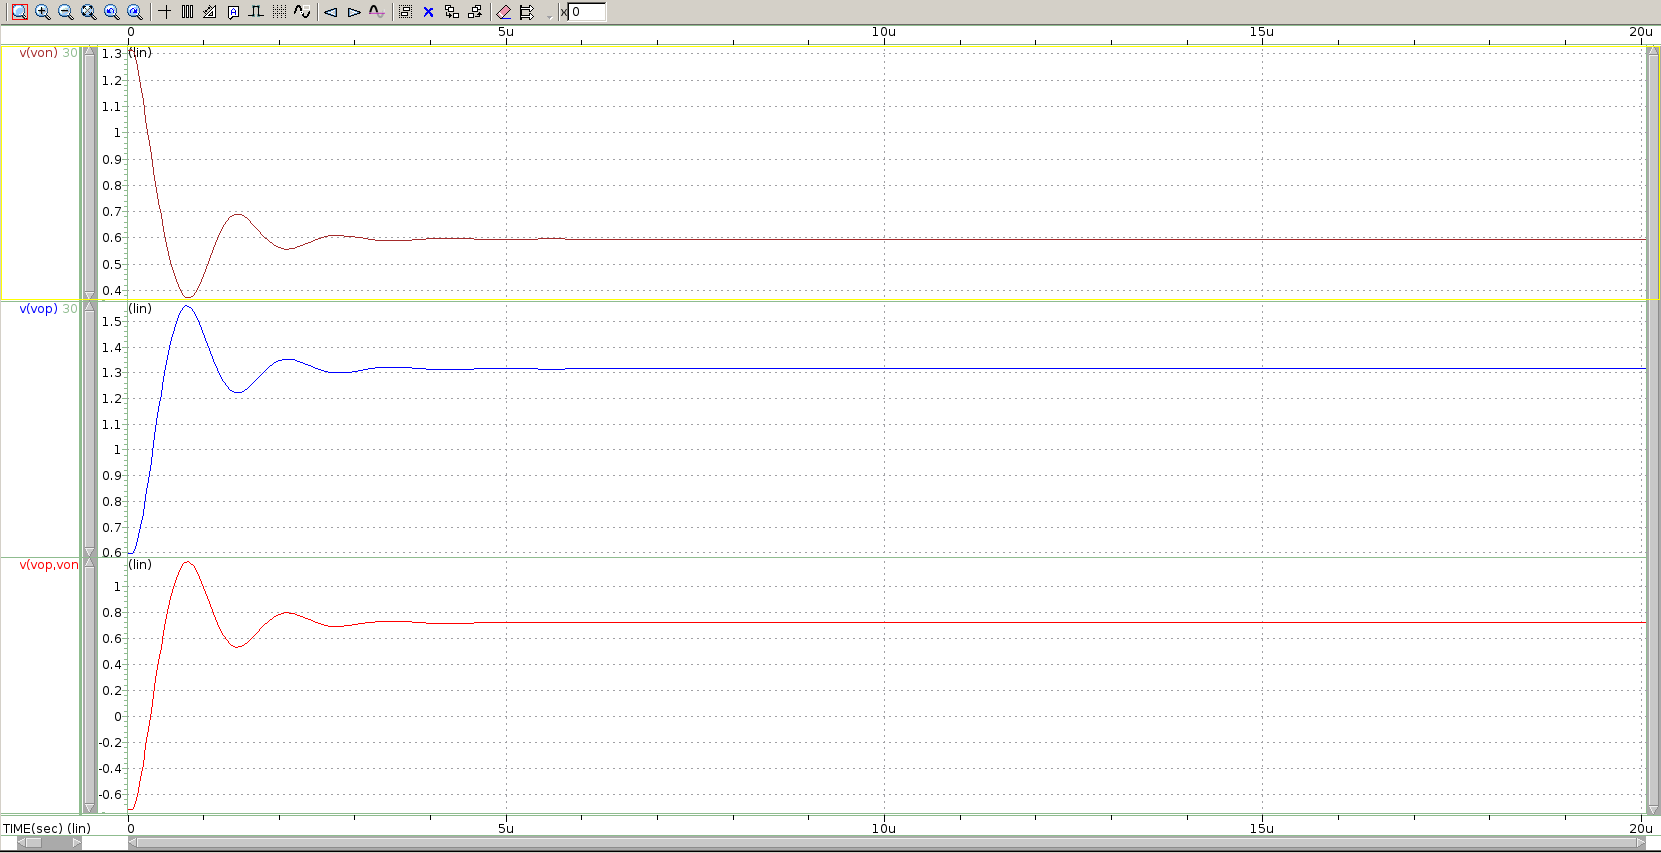 A
x 0
0 5u 10u 15u 20u
v(von) 30
(lin)
1.3
1.2
1.1
1
0.9
0.8
0.7
0.6
0.5
0.4
v(vop) 30
(lin)
1.5
1.4
1.3
1.2
1.1
1
0.9
0.8
0.7
0.6
v(vop,von
(lin)
1
0.8
0.6
0.4
0.2
0
-0.2
-0.4
-0.6
TIME(sec) (lin) 0 5u 10u 15u 20u